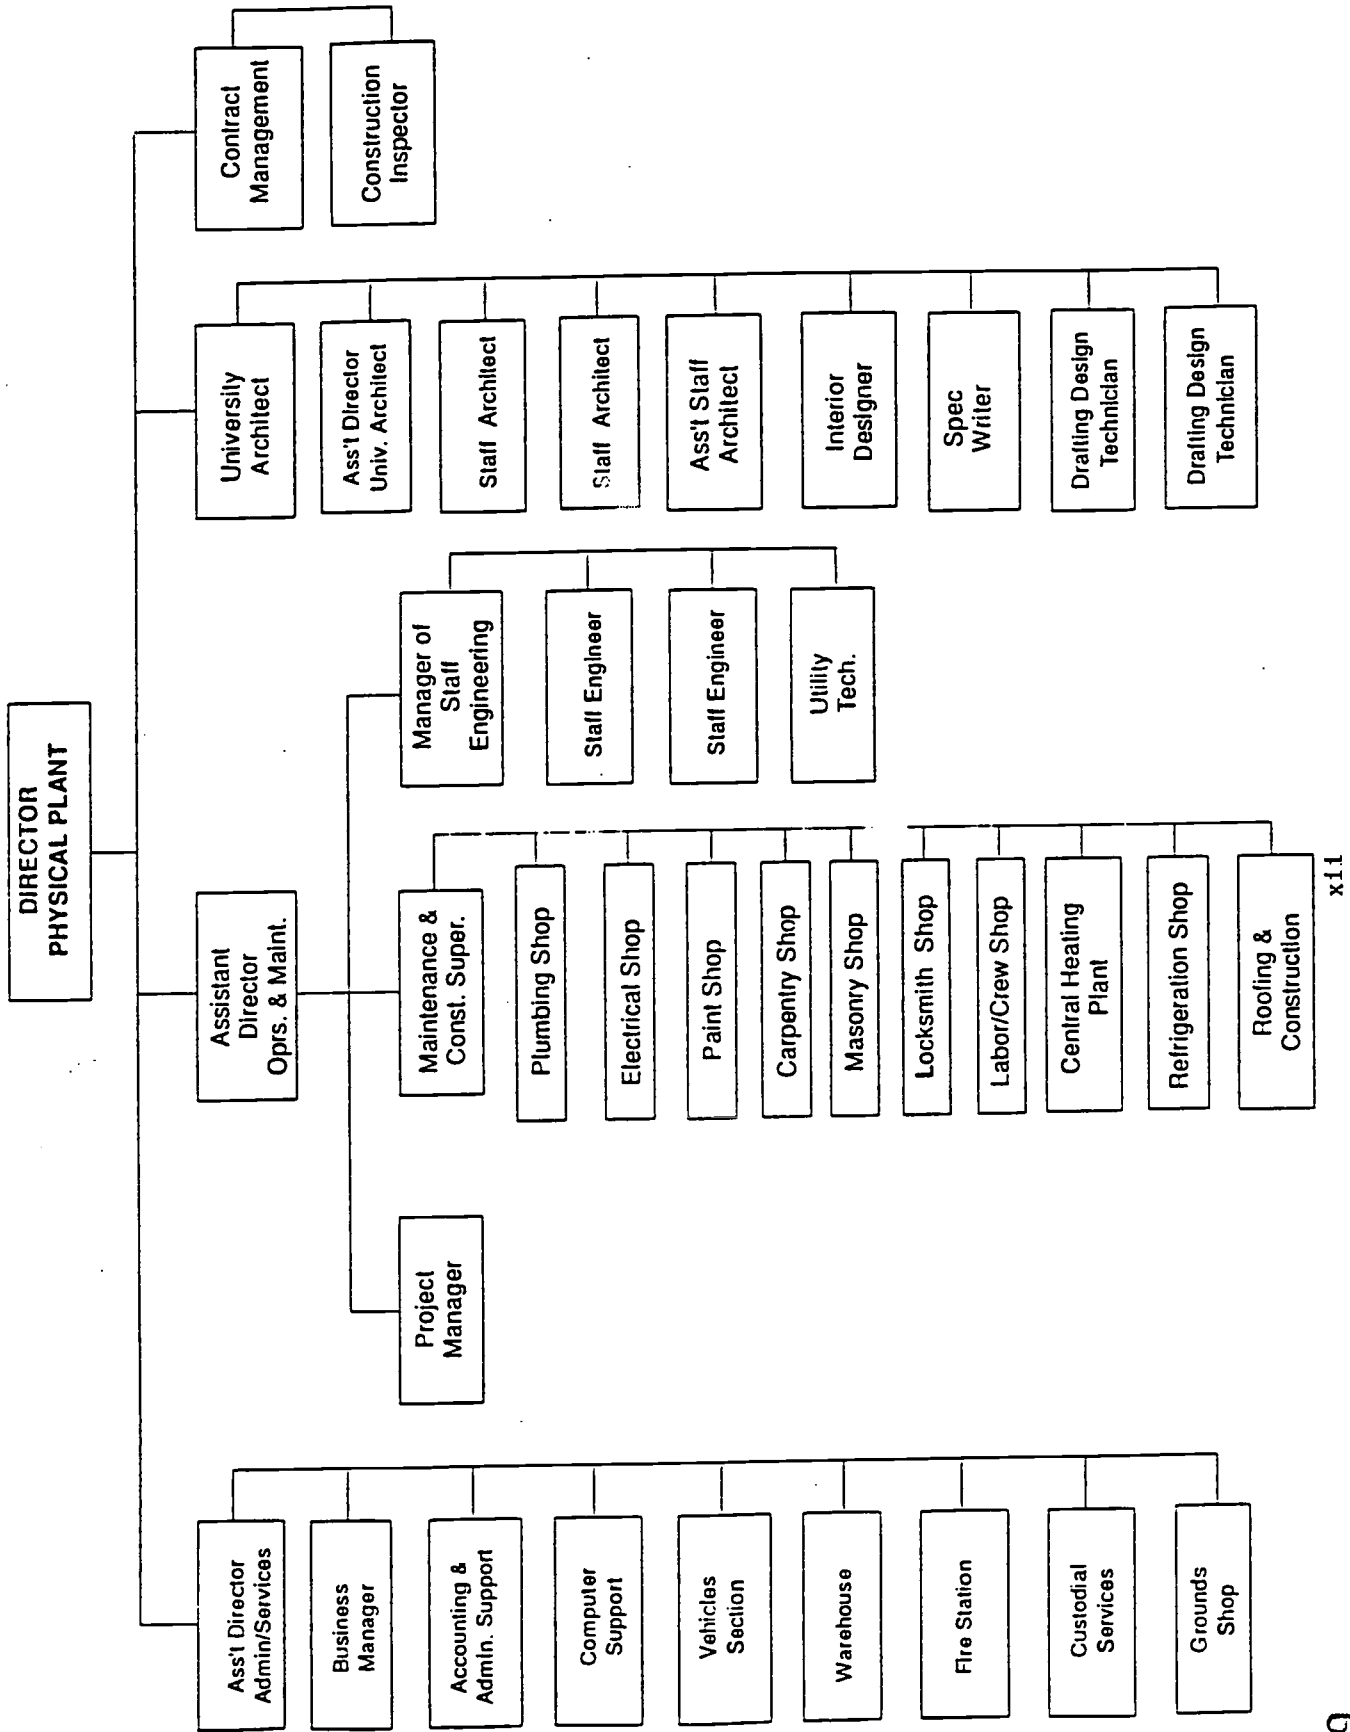 DIRECTOR
PHYSICAL PLANT
Ass't Director
Admin/Services
Business
Manager
Accounting &
Admin. Support
Computer
Support
Vehicles
Section
Warehouse
Fire Station
Custodial
Services
Grounds
Shop
Assistant
Director
Oprs. & Maint.
Project
Manager
Maintenance &
Const. Super.
Plumbing Shop
Electrical Shop
Paint Shop
Carpentry Shop
Masonry Shop
Locksmith Shop
Labor/Crew Shop
Central Heating
Plant
Refrigeration Shop
Roofing &
Construction
Manager of
Staff
Engineering
Staff Engineer
Staff Engineer
Utility
Tech.
University
Architect
Ass't Director
Univ. Architect
Staff Architect
Staff Architect
Ass't Staff
Architect
Interior
Designer
Spec
Writer
Drafting Design
Technician
Drafting Design
Technician
Contract
Management
Construction
Inspector
xii